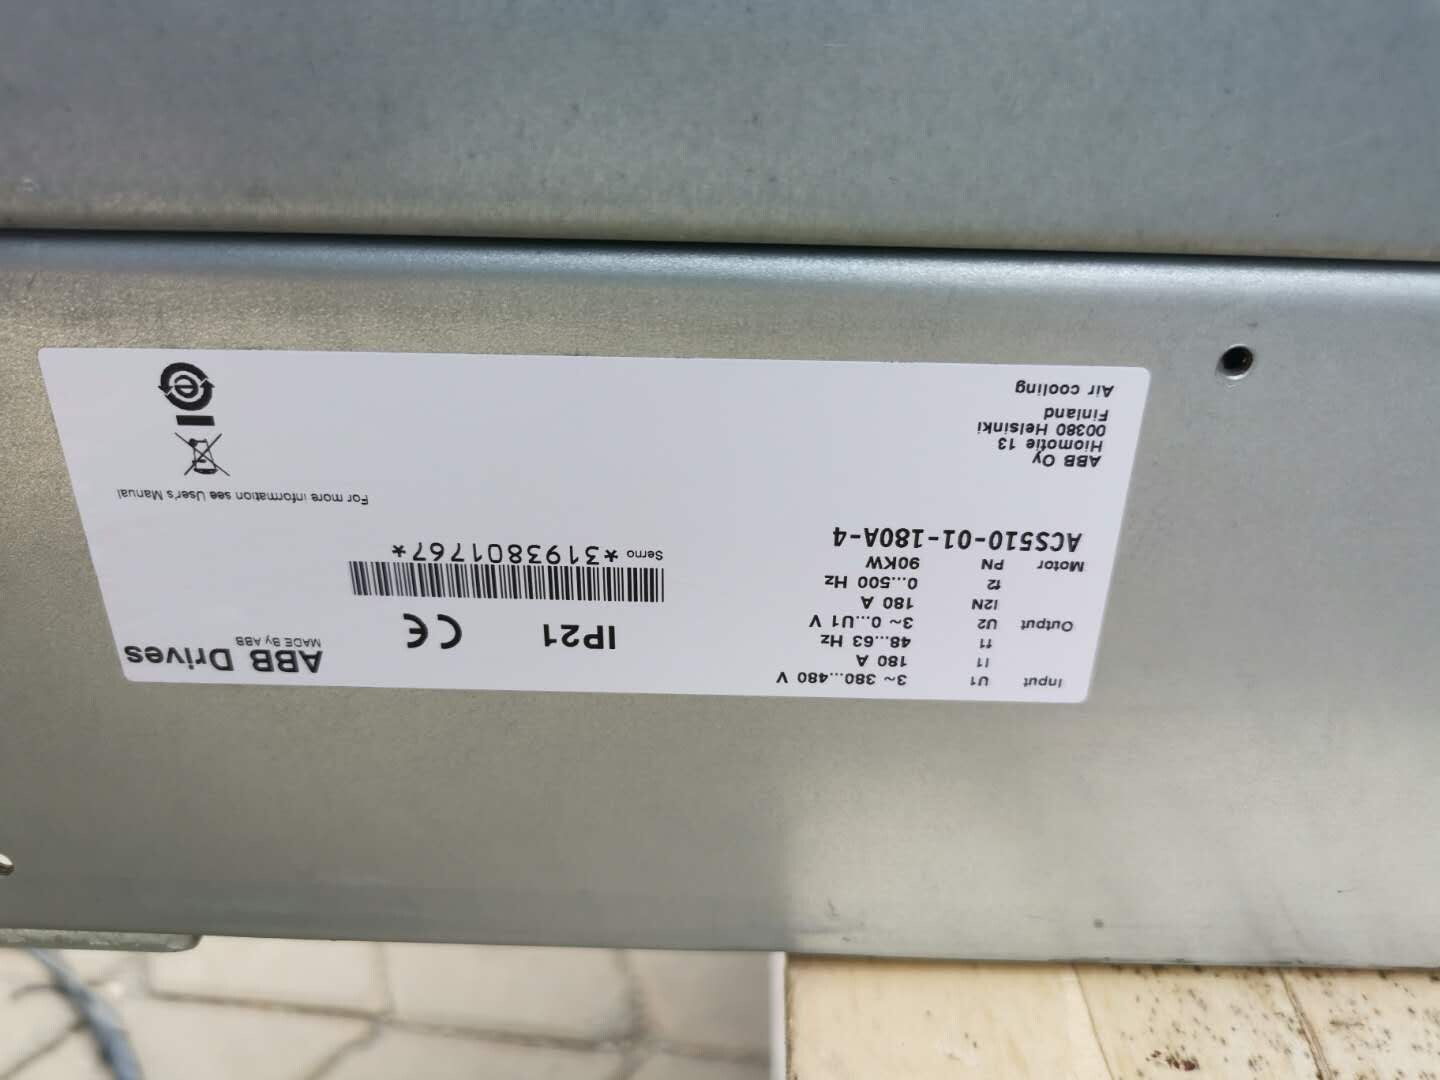 ABB Drives
MADE By ABB
IP21
CE
Input U1 3~ 380...480 V
I1 180 A
f1 48...63 Hz
Output U2 3~ 0...U1 V
I2N 180 A
f2 0...500 Hz
Motor PN 90KW
ACS510-01-180A-4
Serno *3193801767*
For more information see User's Manual
ABB Oy
Hiomotie 13
00380 Helsinki
Finland
Air cooling
e